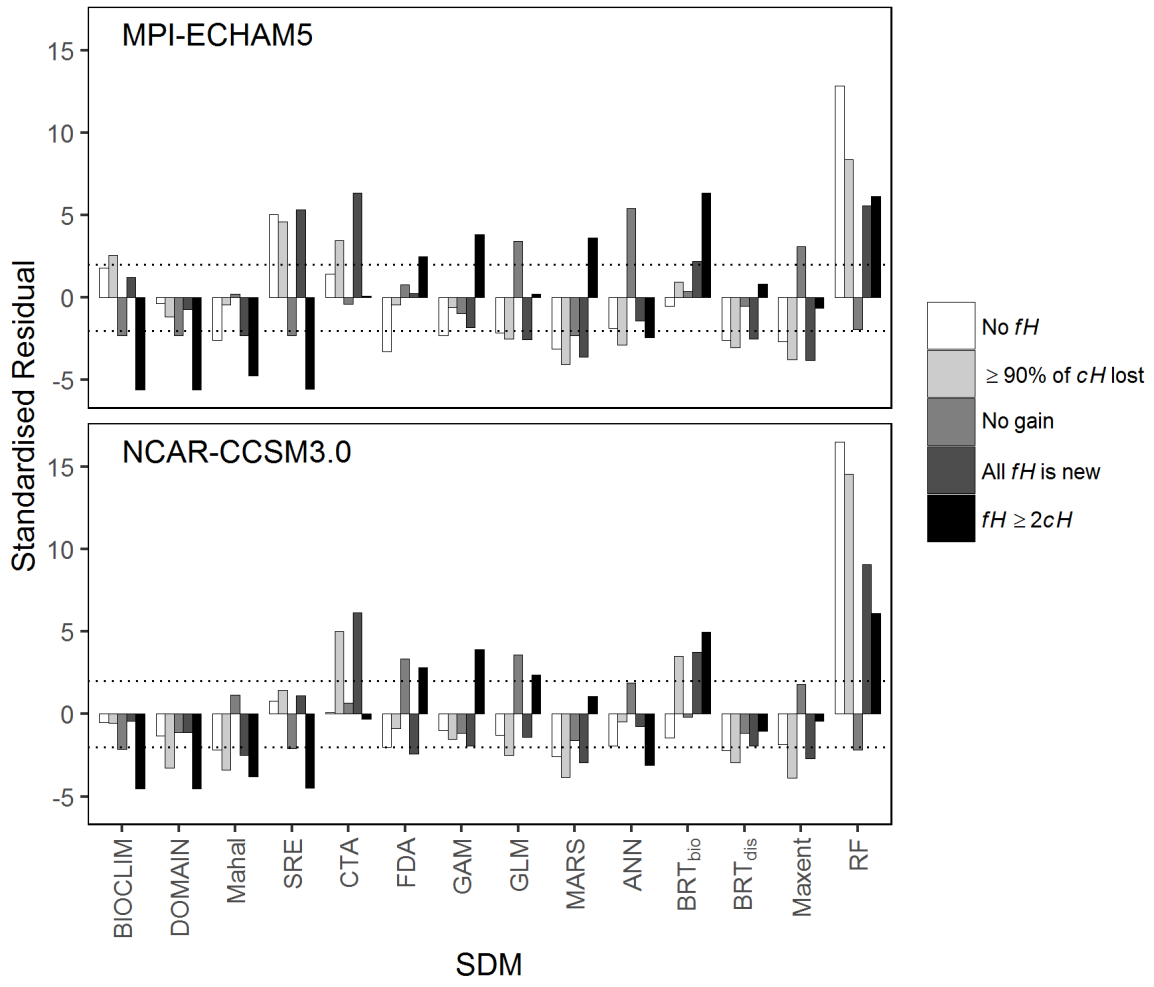 MPI-ECHAM5
15
10
5
0
-5
NCAR-CCSM3.0
15
10
5
0
-5
Standardised Residual
BIOCLIM
DOMAIN
Mahal
SRE
CTA
FDA
GAM
GLM
MARS
ANN
BRTbio
BRTdis
Maxent
RF
SDM
No fH
≥ 90% of cH lost
No gain
All fH is new
fH ≥ 2cH